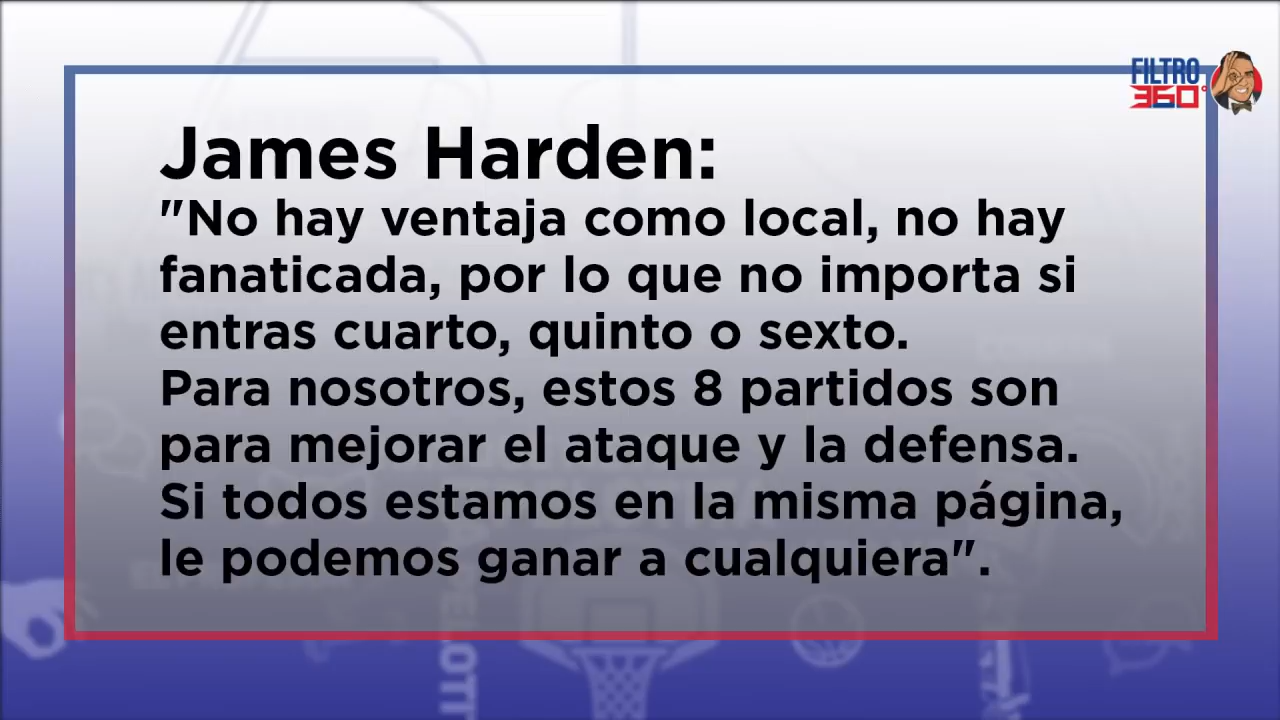 FILTRO
360°
James Harden:
"No hay ventaja como local, no hay
fanaticada, por lo que no importa si
entras cuarto, quinto o sexto.
Para nosotros, estos 8 partidos son
para mejorar el ataque y la defensa.
Si todos estamos en la misma página,
le podemos ganar a cualquiera".